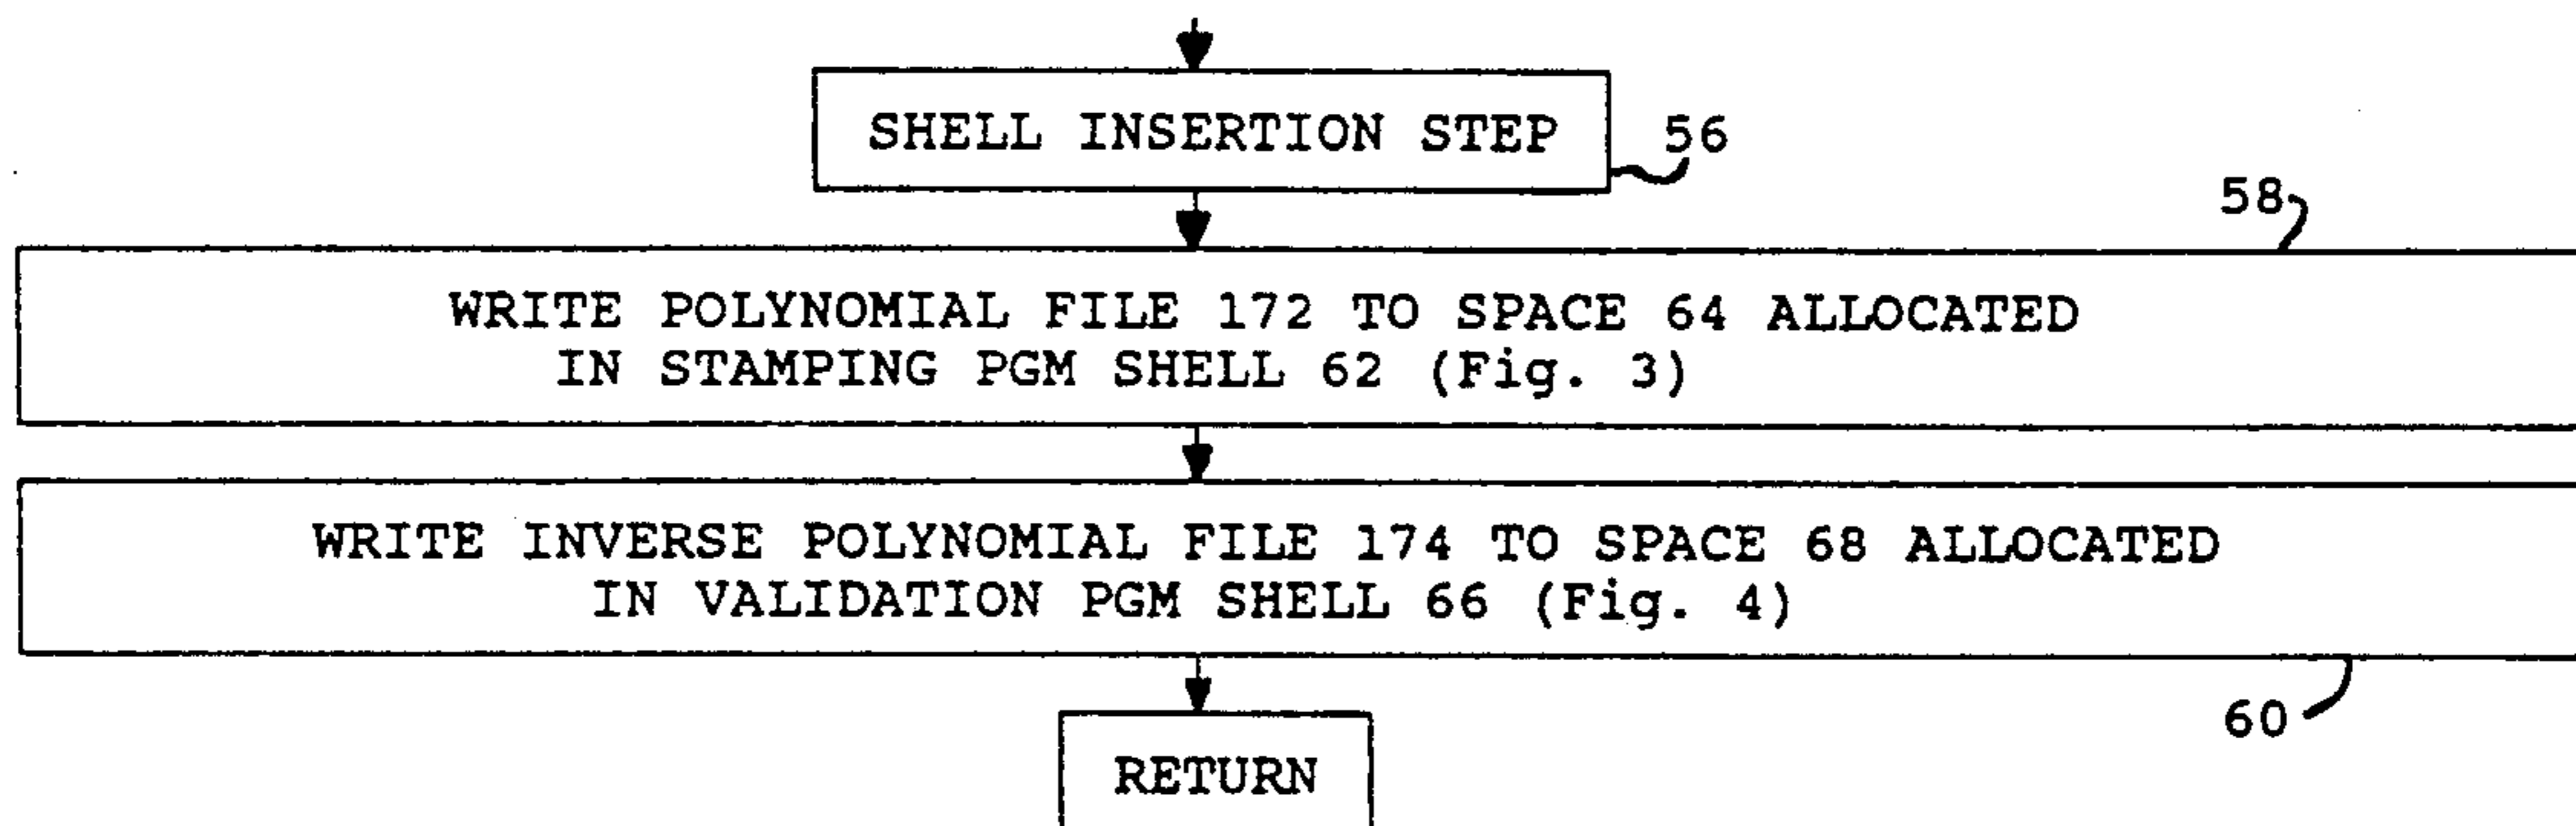 SHELL INSERTION STEP
56
58
WRITE POLYNOMIAL FILE 172 TO SPACE 64 ALLOCATED
IN STAMPING PGM SHELL 62 (Fig. 3)
WRITE INVERSE POLYNOMIAL FILE 174 TO SPACE 68 ALLOCATED
IN VALIDATION PGM SHELL 66 (Fig. 4)
60
RETURN